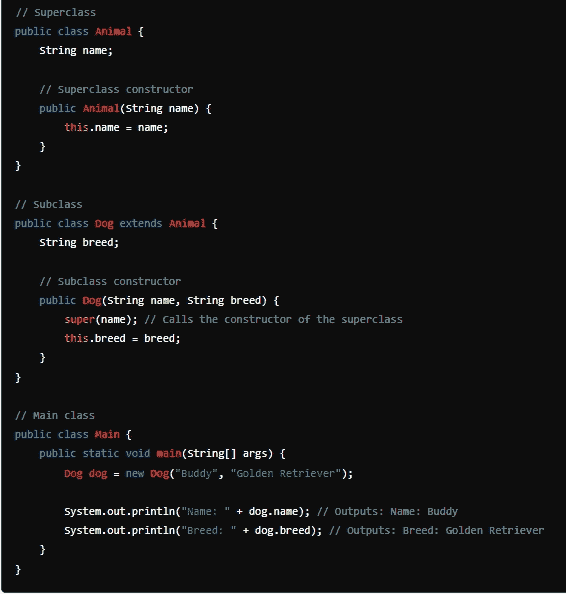 // Superclass
public class Animal {
    String name;

    // Superclass constructor
    public Animal(String name) {
        this.name = name;
    }
}

// Subclass
public class Dog extends Animal {
    String breed;

    // Subclass constructor
    public Dog(String name, String breed) {
        super(name); // Calls the constructor of the superclass
        this.breed = breed;
    }
}

// Main class
public class Main {
    public static void main(String[] args) {
        Dog dog = new Dog("Buddy", "Golden Retriever");

        System.out.println("Name: " + dog.name); // Outputs: Name: Buddy
        System.out.println("Breed: " + dog.breed); // Outputs: Breed: Golden Retriever
    }
}